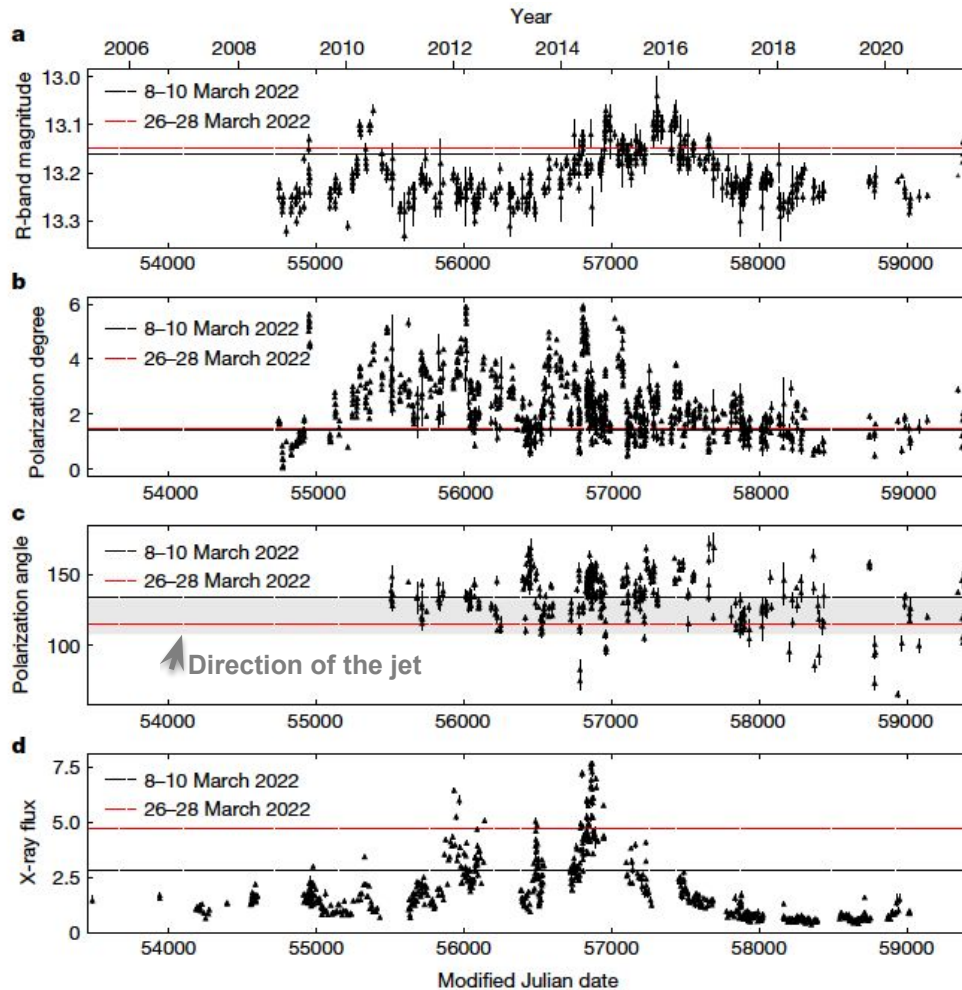 Year
a
2006 2008 2010 2012 2014 2016 2018 2020
13.0
8–10 March 2022
26–28 March 2022
13.1
13.2
13.3
R-band magnitude
54000 55000 56000 57000 58000 59000
b
6
8–10 March 2022
4
26–28 March 2022
2
0
Polarization degree
54000 55000 56000 57000 58000 59000
c
8–10 March 2022
150
26–28 March 2022
100
Polarization angle
Direction of the jet
54000 55000 56000 57000 58000 59000
d
7.5
8–10 March 2022
26–28 March 2022
5.0
2.5
0
X-ray flux
54000 55000 56000 57000 58000 59000
Modified Julian date